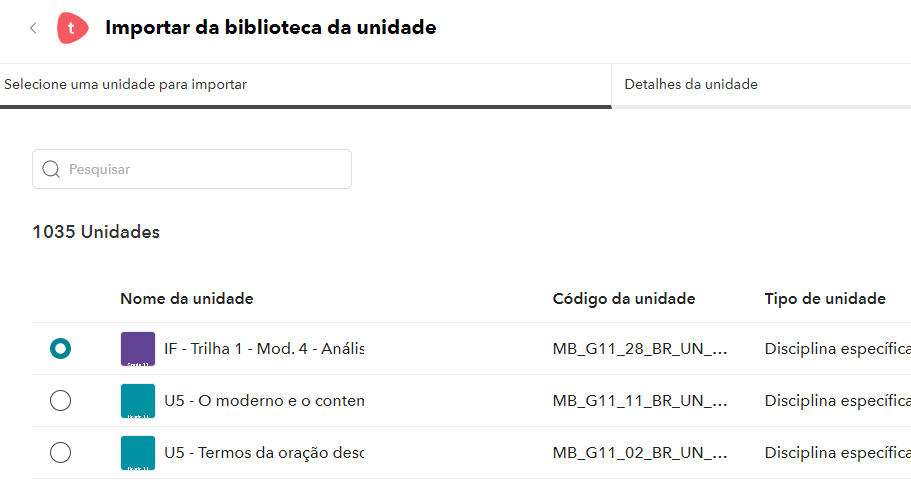 t Importar da biblioteca da unidade
Selecione uma unidade para importar Detalhes da unidade
Pesquisar
1035 Unidades
Nome da unidade Código da unidade Tipo de unidade
IF - Trilha 1 - Mod. 4 - Anális MB_G11_28_BR_UN_... Disciplina específica
U5 - O moderno e o conten MB_G11_11_BR_UN_... Disciplina específica
U5 - Termos da oração desc MB_G11_02_BR_UN_... Disciplina específica